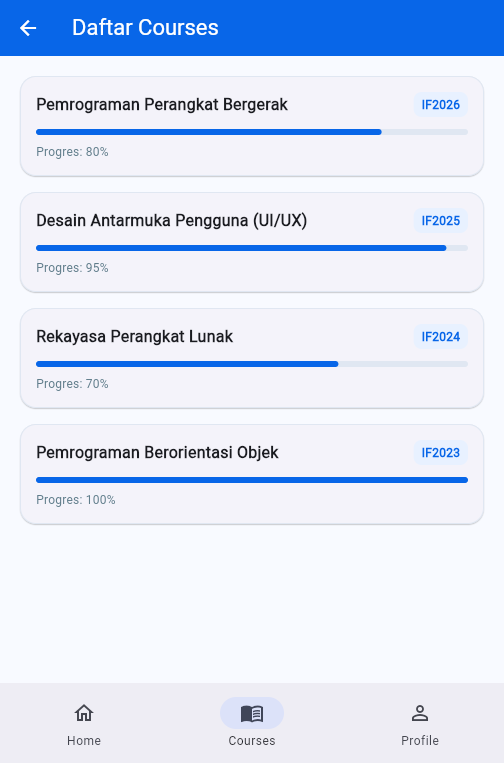 Daftar Courses
Pemrograman Perangkat Bergerak
IF2026
Progres: 80%
Desain Antarmuka Pengguna (UI/UX)
IF2025
Progres: 95%
Rekayasa Perangkat Lunak
IF2024
Progres: 70%
Pemrograman Berorientasi Objek
IF2023
Progres: 100%
Home
Courses
Profile